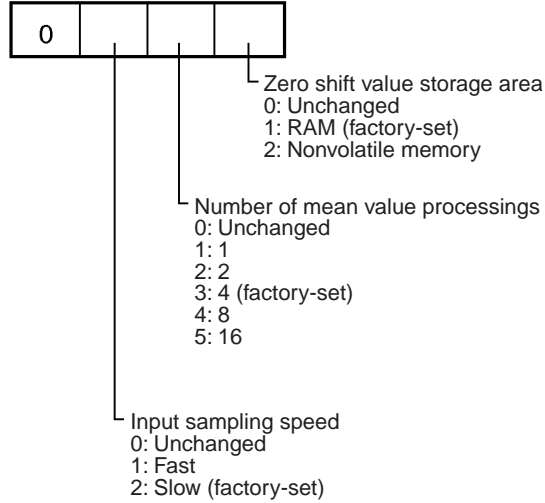 0
Zero shift value storage area
0: Unchanged
1: RAM (factory-set)
2: Nonvolatile memory
Number of mean value processings
0: Unchanged
1: 1
2: 2
3: 4 (factory-set)
4: 8
5: 16
Input sampling speed
0: Unchanged
1: Fast
2: Slow (factory-set)